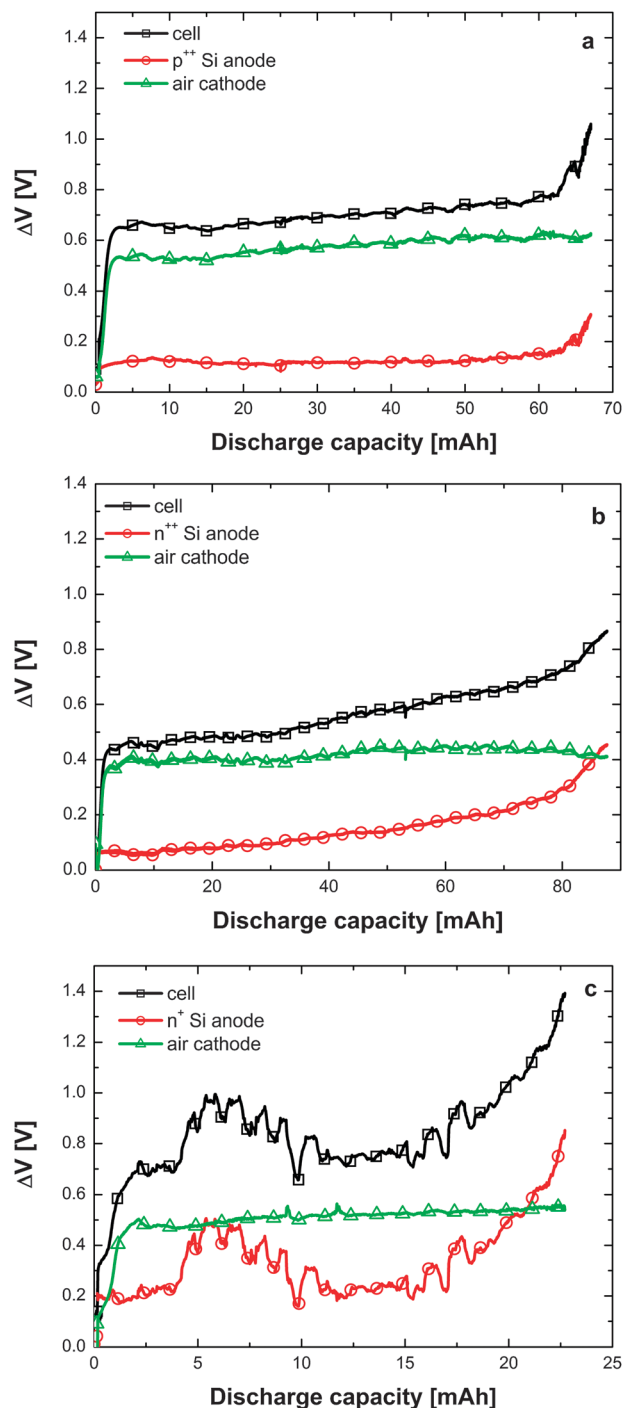 a
cell
p++ Si anode
air cathode
1.4
1.2
1.0
0.8
0.6
0.4
0.2
0.0
ΔV [V]
0 10 20 30 40 50 60 70
Discharge capacity [mAh]
b
cell
n++ Si anode
air cathode
1.4
1.2
1.0
0.8
0.6
0.4
0.2
0.0
ΔV [V]
0 20 40 60 80
Discharge capacity [mAh]
c
cell
n+ Si anode
air cathode
1.4
1.2
1.0
0.8
0.6
0.4
0.2
0.0
ΔV [V]
0 5 10 15 20 25
Discharge capacity [mAh]